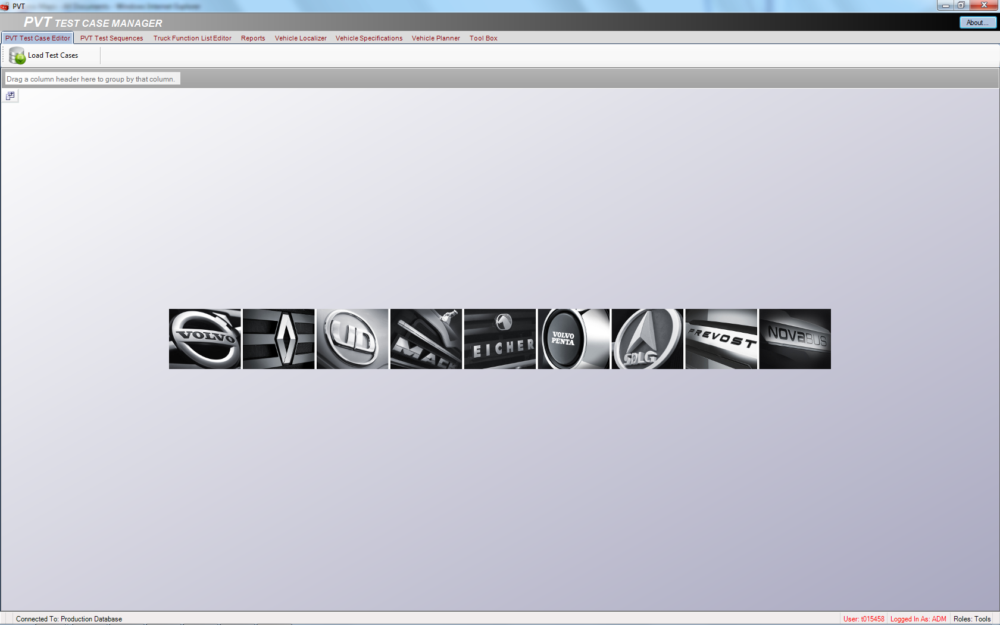 PVT
PVT TEST CASE MANAGER
About...
PVT Test Case Editor PVT Test Sequences Truck Function List Editor Reports Vehicle Localizer Vehicle Specifications Vehicle Planner Tool Box
Load Test Cases
Drag a column header here to group by that column.
VOLVO
UD
MACK
EICHER
VOLVO
PENTA
SDLG
PREVOST
NOVABUS
Connected To: Production Database User: t015458 Logged In As: ADM Roles: Tools